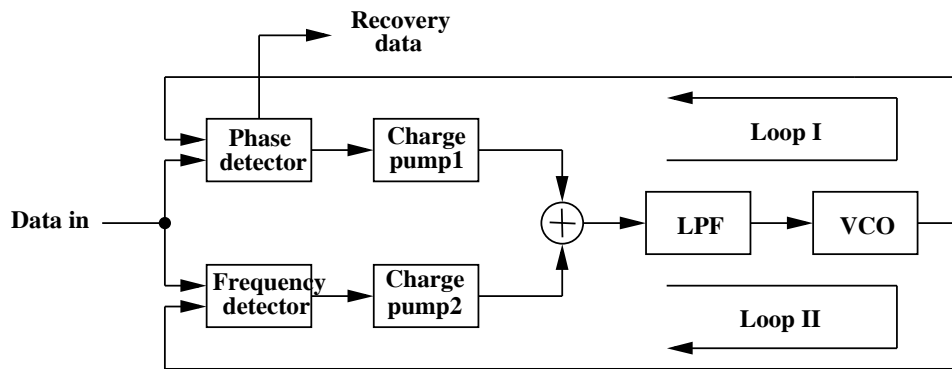 Recovery
data
Phase
detector
Charge
pump1
Loop I
Data in
LPF
VCO
Frequency
detector
Charge
pump2
Loop II